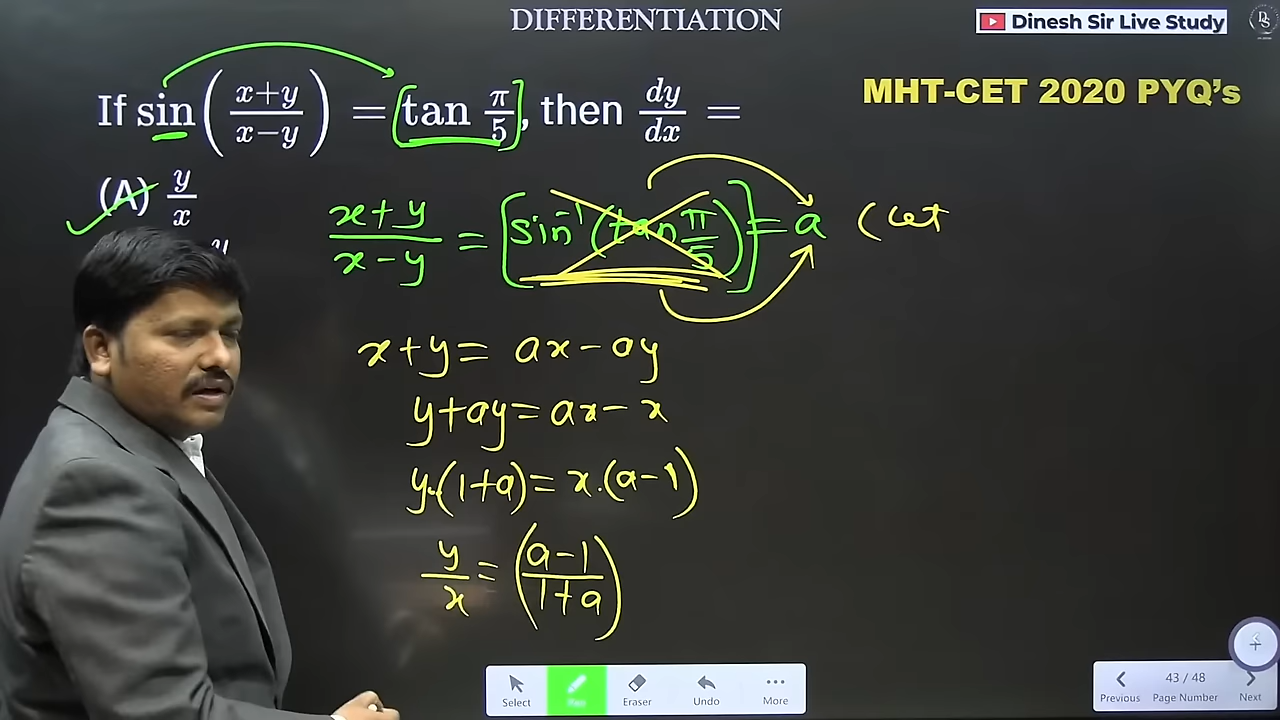 DIFFERENTIATION
Dinesh Sir Live Study
DS
MHT-CET 2020 PYQ's
If sin((x+y)/(x−y)) = [tan π/5], then dy/dx =
(A) y/x
(x+y)/(x−y) = [sin⁻¹(tan π/5)] = a (let
x+y = ax−ay
y+ay = ax−x
y.(1+a) = x.(a−1)
y/x = ((a−1)/(1+a))
Select
Pen
Eraser
Undo
More
Previous
43 / 48
Page Number
Next